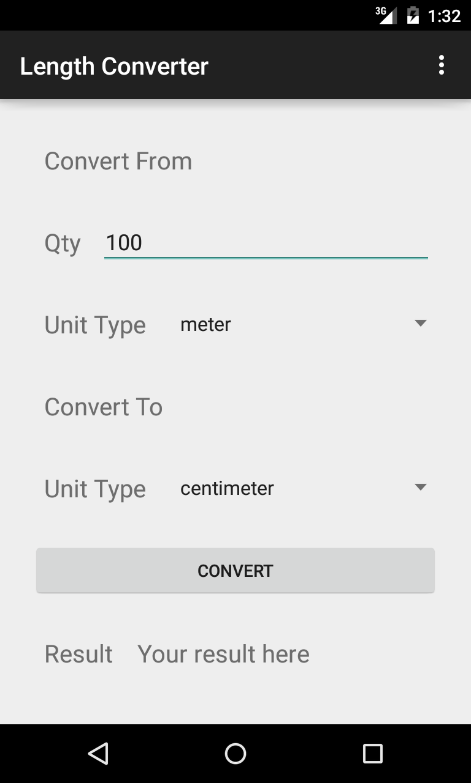 3G 1:32
Length Converter
Convert From
Qty 100
Unit Type meter
Convert To
Unit Type centimeter
CONVERT
Result Your result here